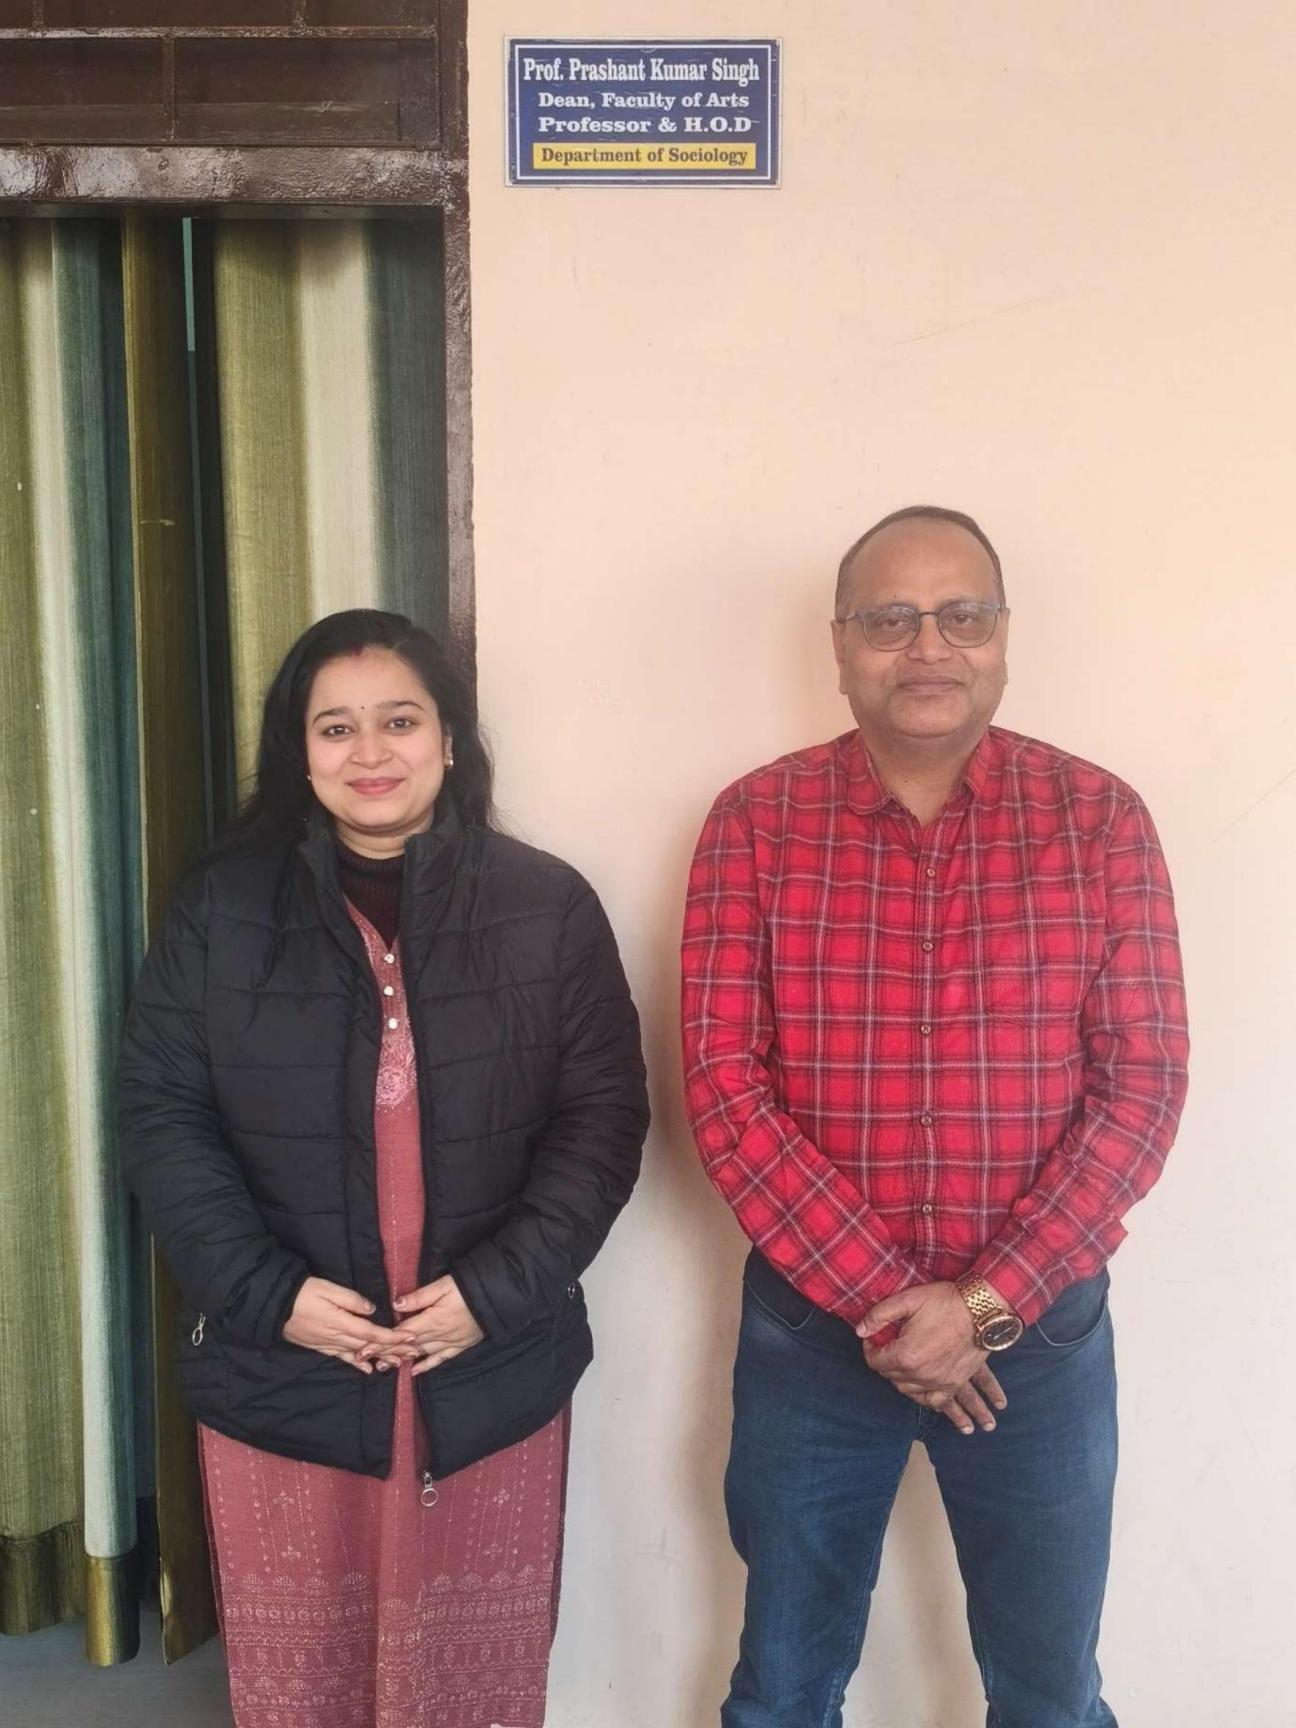 Prof. Prashant Kumar Singh
Dean, Faculty of Arts
Professor & H.O.D
Department of Sociology